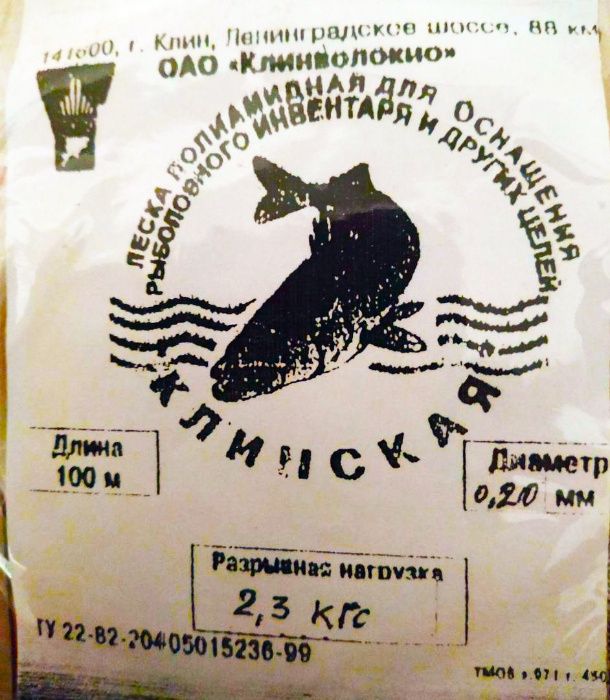 141600, г. Клин, Ленинградское шоссе, 88 км
ОАО «Клинволокно»
ЛЕСКА ПОЛИАМИДНАЯ ДЛЯ ОСНАЩЕНИЯ
РЫБОЛОВНОГО ИНВЕНТАРЯ И ДРУГИХ ЦЕЛЕЙ
КЛИНСКАЯ
Длина
100 м
Диаметр
0,20 мм
Разрывная нагрузка
2,3 кгс
ТУ 22-В2-20405015236-99